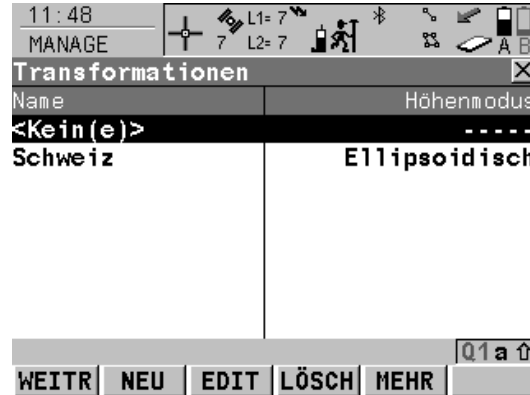 11:48
MANAGE
L1= 7
7 L2= 7
A B
Transformationen
Name Höhenmodus
<Kein(e)> -----
Schweiz Ellipsoidisch
Q1a
WEITR NEU EDIT LÖSCH MEHR